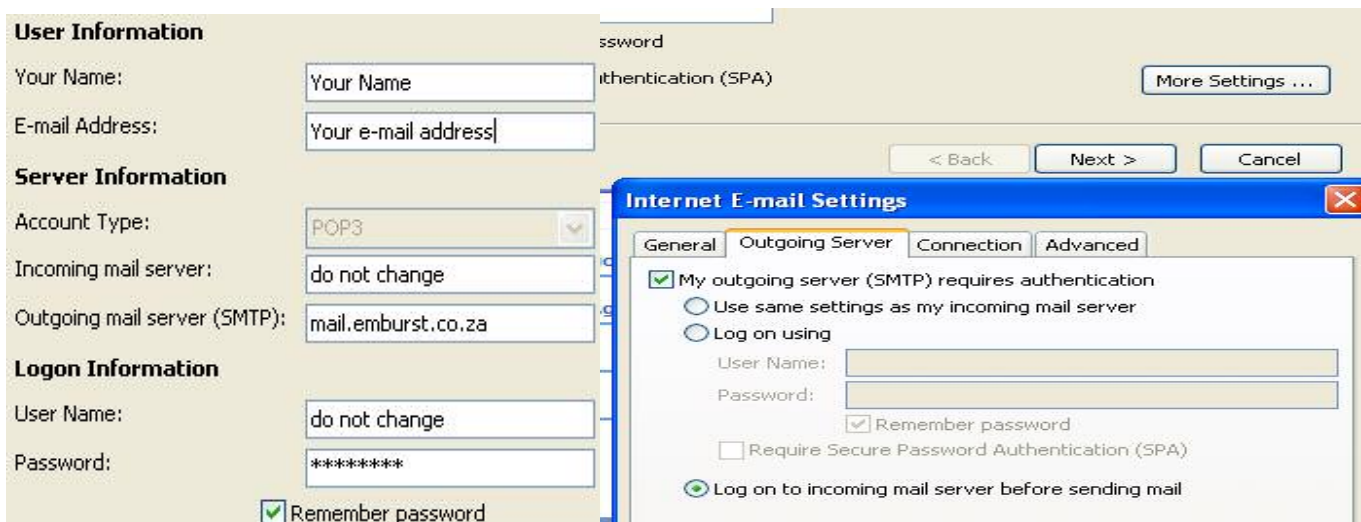 User Information
Your Name:
Your Name
E-mail Address:
Your e-mail address
Server Information
Account Type:
POP3
Incoming mail server:
do not change
Outgoing mail server (SMTP):
mail.emburst.co.za
Logon Information
User Name:
do not change
Password:
********
Remember password
ssword
thentication (SPA)
More Settings ...
< Back
Next >
Cancel
Internet E-mail Settings
General
Outgoing Server
Connection
Advanced
My outgoing server (SMTP) requires authentication
Use same settings as my incoming mail server
Log on using
User Name:
Password:
Remember password
Require Secure Password Authentication (SPA)
Log on to incoming mail server before sending mail